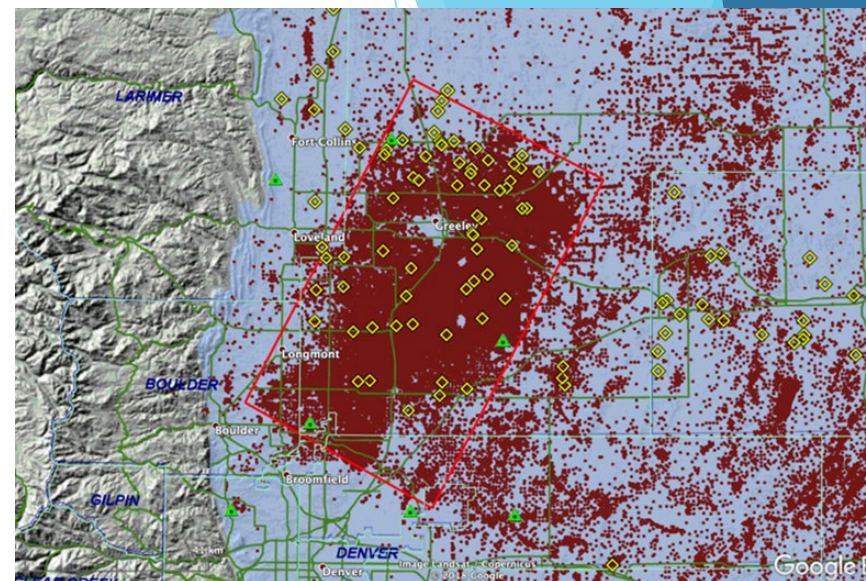 LARIMER
Fort Collins
Greeley
Loveland
Longmont
BOULDER
Boulder
Broomfield
GILPIN
DENVER
Denver
Image Landsat / Copernicus
© 2018 Google
Google